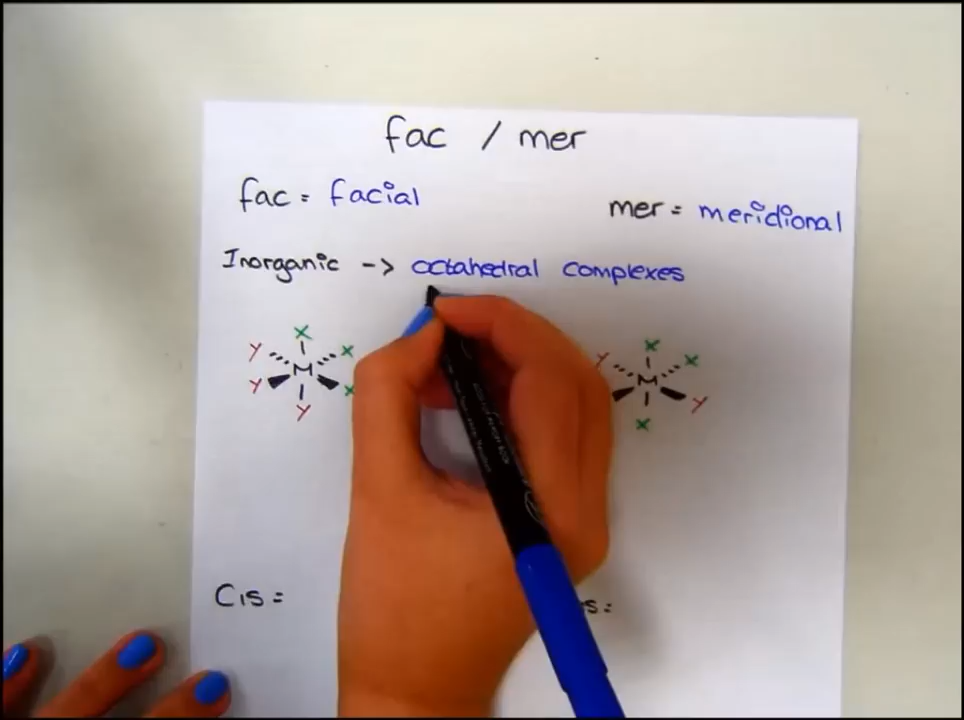 fac / mer
fac = facial
mer = meridional
Inorganic -> octahedral complexes
X
Y X
M
Y X
Y
X
Y X
M
Y
X
Cis =
s: